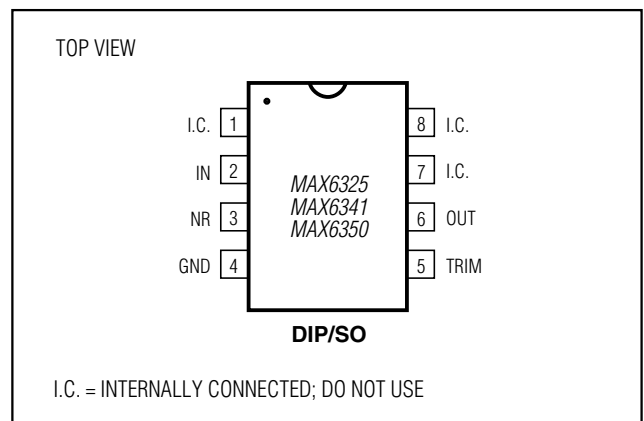 TOP VIEW
I.C. 1
8 I.C.
IN 2
7 I.C.
NR 3
6 OUT
GND 4
5 TRIM
MAX6325
MAX6341
MAX6350
DIP/SO
I.C. = INTERNALLY CONNECTED; DO NOT USE